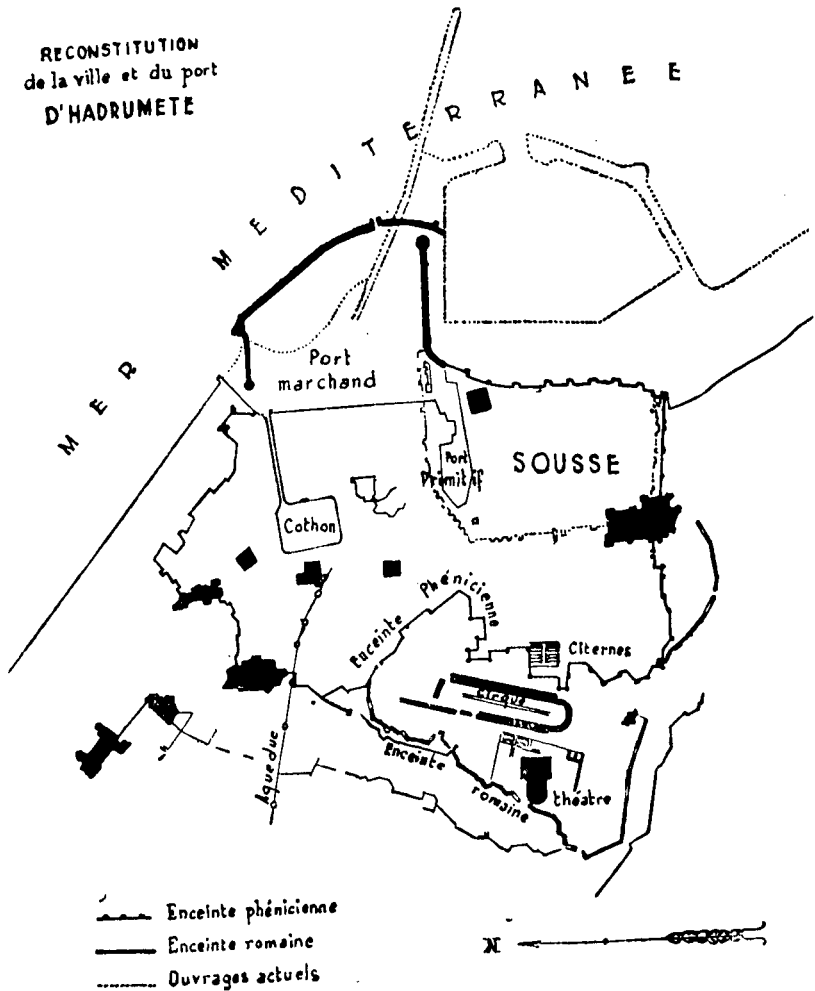 RECONSTITUTION
de la ville et du port
D'HADRUMETE
MER MEDITERRANEE
Port
marchand
Port
Primitif
SOUSSE
Cothon
Enceinte Phénicienne
Citernes
Cirque
Enceinte romaine
théatre
Aqueduc
Enceinte phénicienne
Enceinte romaine
Ouvrages actuels
N